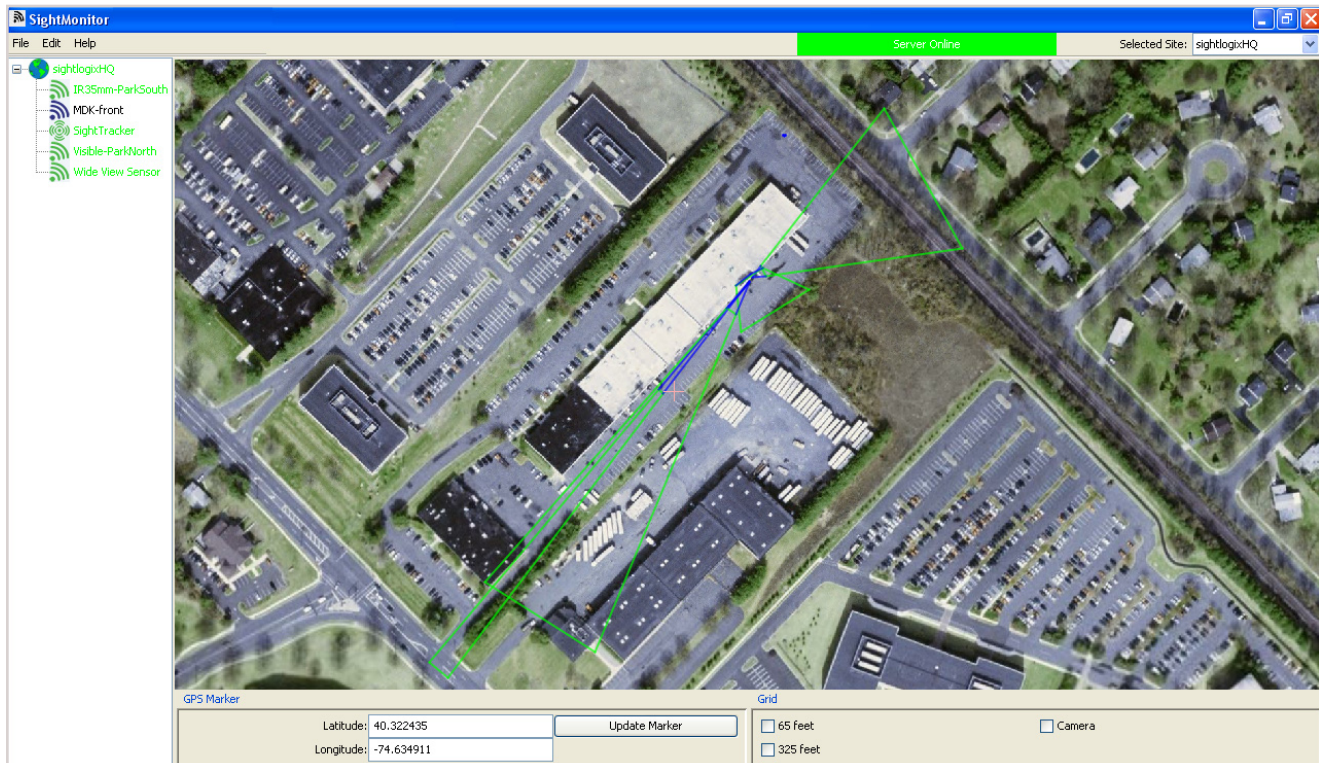 SightMonitor
File Edit Help
Server Online
Selected Site: sightlogixHQ
sightlogixHQ
IR35mm-ParkSouth
MDK-front
SightTracker
Visible-ParkNorth
Wide View Sensor
GPS Marker
Latitude: 40.322435
Update Marker
Longitude: -74.634911
Grid
65 feet
Camera
325 feet